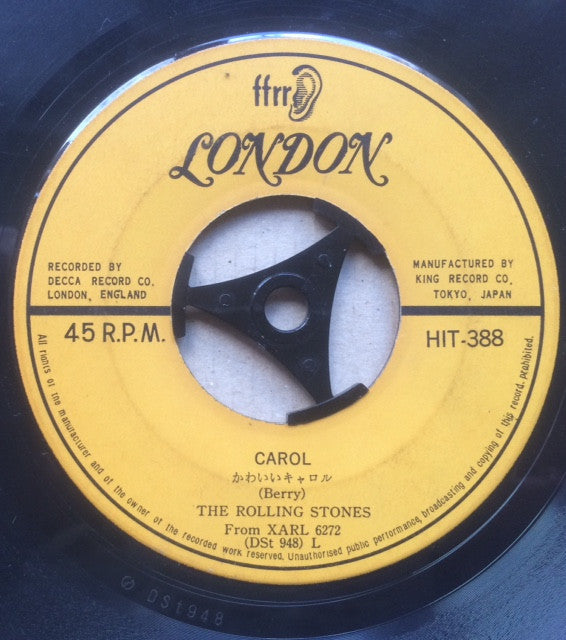 ffrr
LONDON
RECORDED BY
DECCA RECORD CO.
LONDON, ENGLAND
MANUFACTURED BY
KING RECORD CO,
TOKYO, JAPAN
45 R.P.M.
HIT-388
CAROL
かわいいキャロル
(Berry)
THE ROLLING STONES
From XARL 6272
(DSt 948) L
All rights of the manufacturer and of the owner of the recorded work reserved. Unauthorised public performance, broadcasting and copying of this record. prohibited.
DSt948